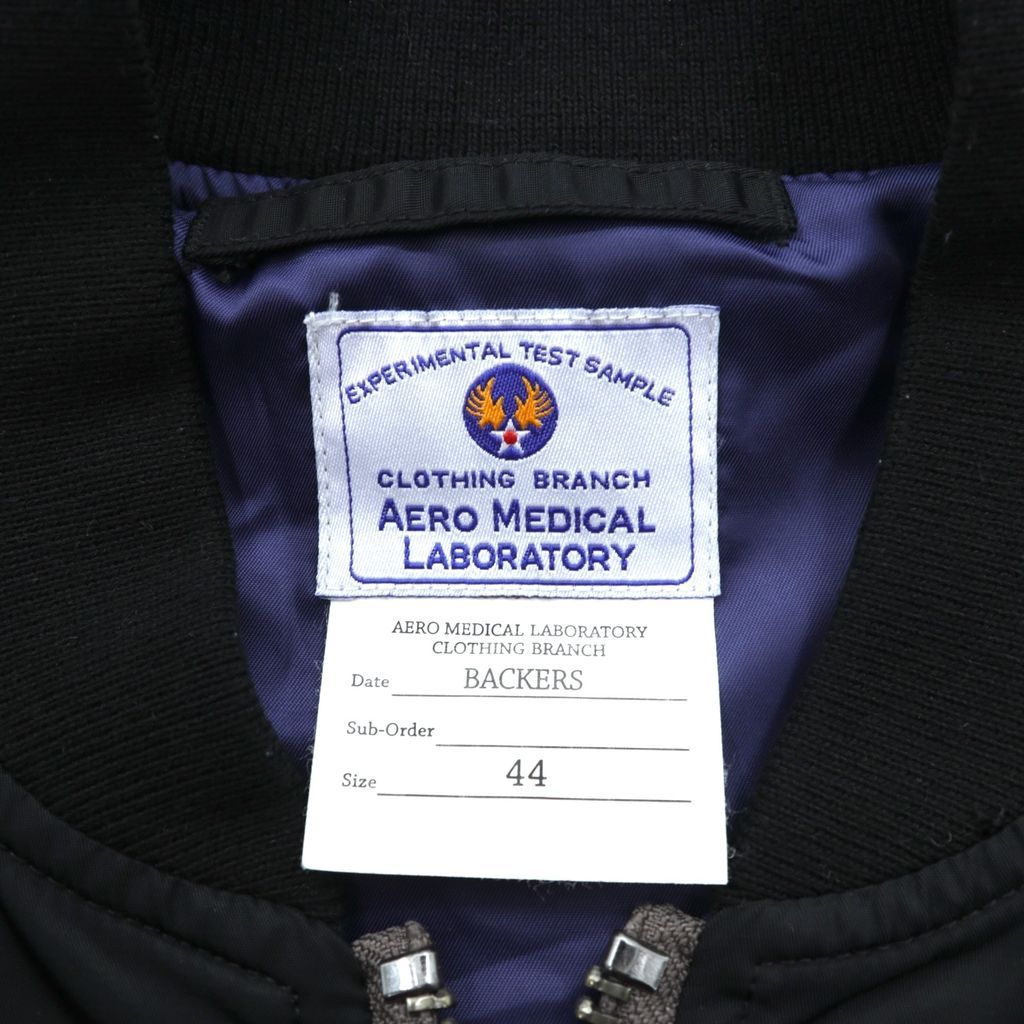 EXPERIMENTAL TEST SAMPLE
CLOTHING BRANCH
AERO MEDICAL
LABORATORY
AERO MEDICAL LABORATORY
CLOTHING BRANCH
Date BACKERS
Sub-Order
Size 44